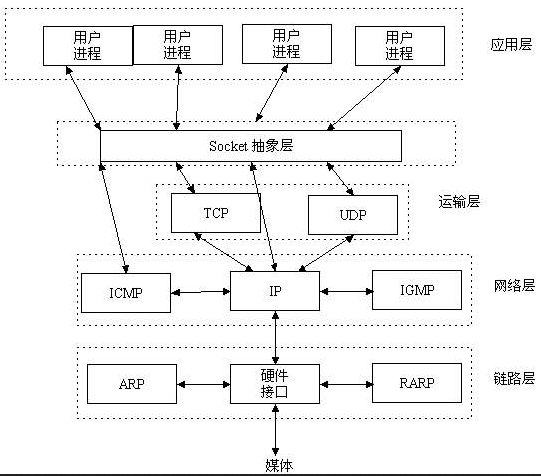 用户
进程
用户
进程
用户
进程
用户
进程
应用层
Socket 抽象层
TCP
UDP
运输层
ICMP
IP
IGMP
网络层
ARP
硬件
接口
RARP
链路层
媒体